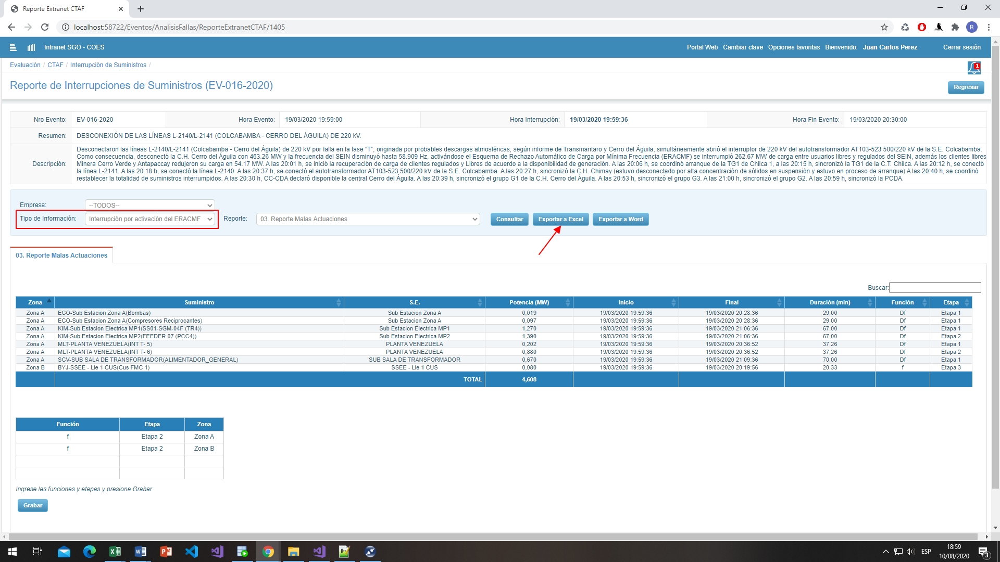 Reporte Extranet CTAF
localhost:58722/Eventos/AnalisisFallas/ReporteExtranetCTAF/1405
R
Intranet SGO - COES
Portal Web Cambiar clave Opciones favoritas Bienvenido: Juan Carlos Perez Cerrar sesión
Evaluación / CTAF / Interrupción de Suministros /
1
Reporte de Interrupciones de Suministros (EV-016-2020)
Regresar
Nro Evento: EV-016-2020 Hora Evento: 19/03/2020 19:59:00 Hora Interrupción: 19/03/2020 19:59:36 Hora Fin Evento: 19/03/2020 20:30:00
Resumen: DESCONEXIÓN DE LAS LÍNEAS L-2140/L-2141 (COLCABAMBA - CERRO DEL ÁGUILA) DE 220 kV.
Descripción:
Desconectaron las líneas L-2140/L-2141 (Colcabamba - Cerro del Águila) de 220 kV por falla en la fase “T”, originada por probables descargas atmosféricas, según informe de Transmantaro y Cerro del Águila, simultáneamente abrió el interruptor de 220 kV del autotransformador AT103-523 500/220 kV de la S.E. Colcabamba.
Como consecuencia, desconectó la C.H. Cerro del Águila con 463.26 MW y la frecuencia del SEIN disminuyó hasta 58.909 Hz, activándose el Esquema de Rechazo Automático de Carga por Mínima Frecuencia (ERACMF) se interrumpió 262.67 MW de carga entre usuarios libres y regulados del SEIN, además los clientes libres
Minera Cerro Verde y Antapaccay redujeron su carga en 54.17 MW. A las 20:01 h, se inició la recuperación de carga de clientes regulados y Libres de acuerdo a la disponibilidad de generación. A las 20:06 h, se coordinó arranque de la TG1 de Chilca 1, a las 20:15 h, sincronizó la TG1 de la C.T. Chilca. A las 20:12 h, se conectó
la línea L-2141. A las 20:18 h, se conectó la línea L-2140. A las 20:37 h, se conectó el autotransformador AT103-523 500/220 kV de la S.E. Colcabamba. A las 20:27 h, sincronizó la C.H. Chimay (estuvo desconectado por alta concentración de sólidos en suspensión y estuvo en proceso de arranque) A las 20:40 h, se coordinó
restablecer la totalidad de suministros interrumpidos. A las 20:30 h, CC-CDA declaró disponible la central Cerro del Águila. A las 20:39 h, sincronizó el grupo G1 de la C.H. Cerro del Águila. A las 20:53 h, sincronizó el grupo G3. A las 21:00 h, sincronizó el grupo G2. A las 20:59 h, sincronizó la PCDA.
Empresa: --TODOS--
Tipo de Información: Interrupción por activación del ERACMF Reporte: 03. Reporte Malas Actuaciones Consultar Exportar a Excel Exportar a Word
03. Reporte Malas Actuaciones
Buscar:
Zona Suministro S.E. Potencia (MW) Inicio Final Duración (min) Función Etapa
Zona A ECO-Sub Estacion Zona A(Bombas) Sub Estacion Zona A 0,019 19/03/2020 19:59:36 19/03/2020 20:28:36 29,00 Df Etapa 1
Zona A ECO-Sub Estacion Zona A(Compresores Reciprocantes) Sub Estacion Zona A 0,097 19/03/2020 19:59:36 19/03/2020 20:28:36 29,00 Df Etapa 1
Zona A KIM-Sub Estacion Electrica MP1(SS01-SGM-04F (TR4)) Sub Estacion Electrica MP1 1,270 19/03/2020 19:59:36 19/03/2020 21:06:36 67,00 Df Etapa 1
Zona A KIM-Sub Estacion Electrica MP2(FEEDER 07 (PCC4)) Sub Estacion Electrica MP2 1,390 19/03/2020 19:59:36 19/03/2020 21:06:36 67,00 Df Etapa 2
Zona A MLT-PLANTA VENEZUELA(INT T- 5) PLANTA VENEZUELA 0,202 19/03/2020 19:59:36 19/03/2020 20:36:52 37,26 Df Etapa 1
Zona A MLT-PLANTA VENEZUELA(INT T- 6) PLANTA VENEZUELA 0,880 19/03/2020 19:59:36 19/03/2020 20:36:52 37,26 Df Etapa 2
Zona A SCV-SUB SALA DE TRANSFORMADOR(ALIMENTADOR_GENERAL) SUB SALA DE TRANSFORMADOR 0,670 19/03/2020 19:59:36 19/03/2020 21:09:36 70,00 Df Etapa 1
Zona B BYJ-SSEE - Lle 1 CUS(Cus FMC 1) SSEE - Lle 1 CUS 0,080 19/03/2020 19:59:36 19/03/2020 20:19:56 20,33 f Etapa 3
TOTAL 4,608
Función Etapa Zona
f Etapa 2 Zona A
f Etapa 2 Zona B
Ingrese las funciones y etapas y presione Grabar
Grabar
ESP
18:59
10/08/2020
3